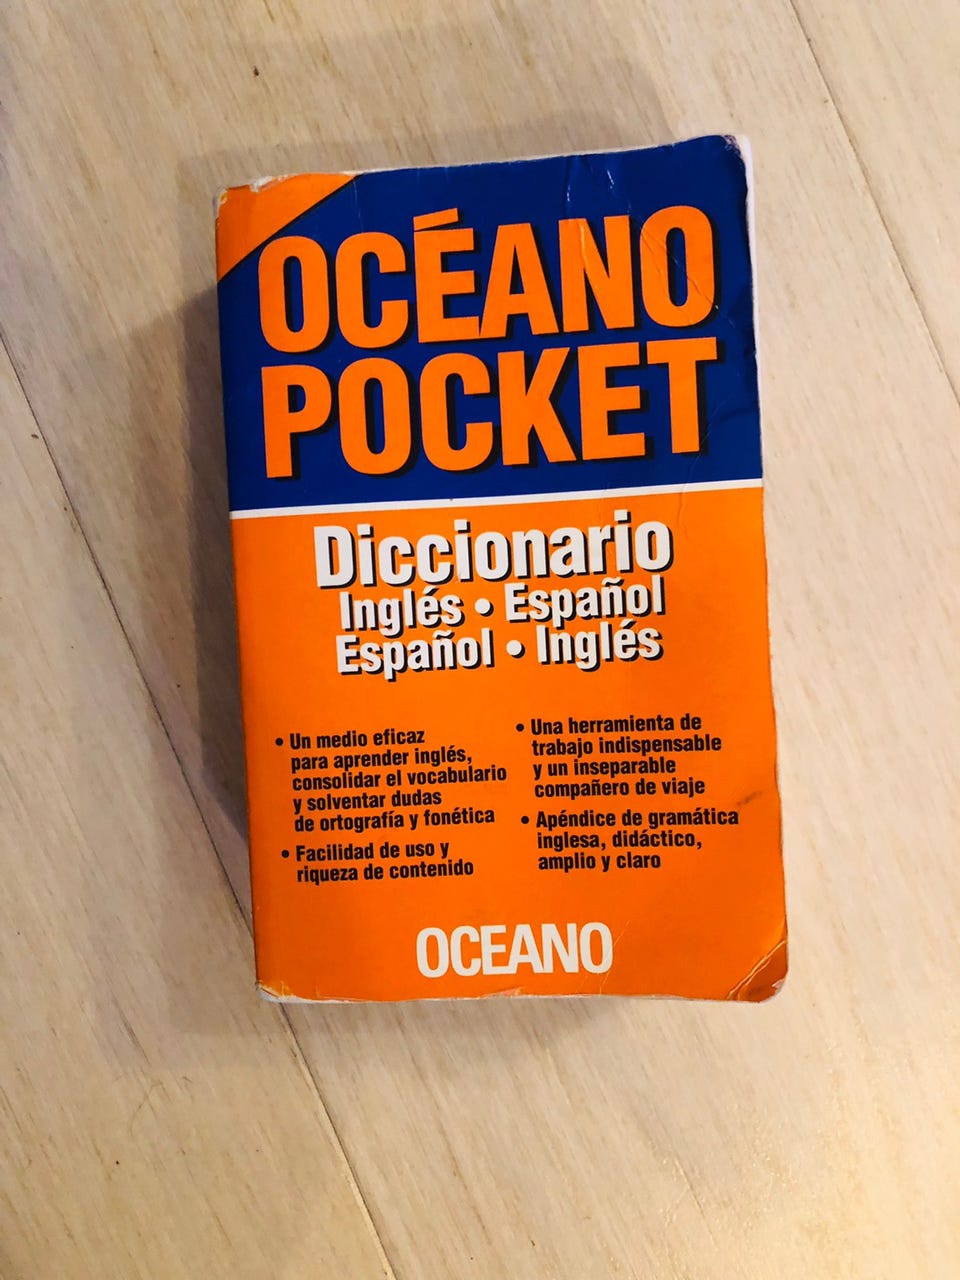 OCÉANO
POCKET
Diccionario
Inglés • Español
Español • Inglés
• Un medio eficaz
para aprender inglés,
consolidar el vocabulario
y solventar dudas
de ortografía y fonética
• Facilidad de uso y
riqueza de contenido
• Una herramienta de
trabajo indispensable
y un inseparable
compañero de viaje
• Apéndice de gramática
inglesa, didáctico,
amplio y claro
OCEANO